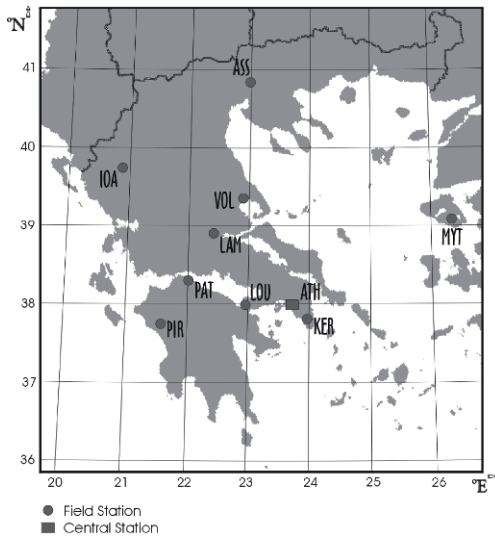 °N
41
40
39
38
37
36
ASS
IOA
VOL
LAM
MYT
PAT
LOU
ATH
PIR
KER
20 21 22 23 24 25 26
°E
Field Station
Central Station